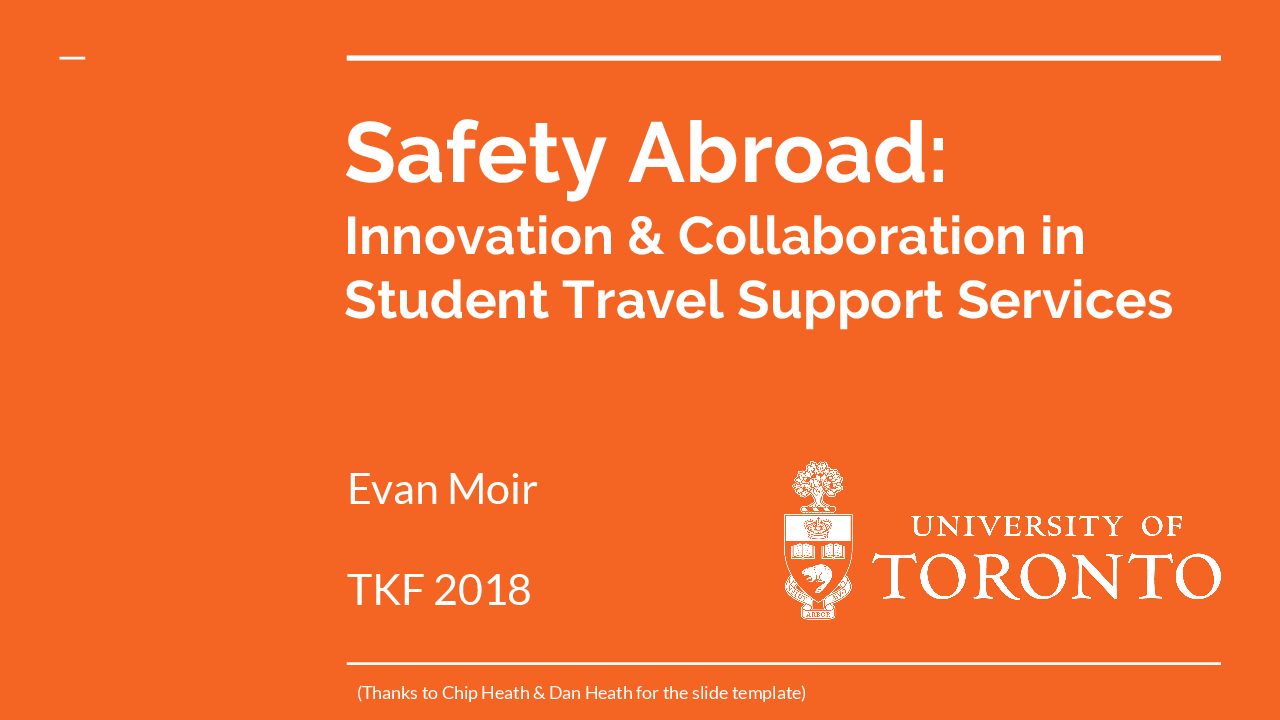 Safety Abroad:
Innovation & Collaboration in
Student Travel Support Services
Evan Moir
TKF 2018
UNIVERSITY OF
TORONTO
ARBOR
(Thanks to Chip Heath & Dan Heath for the slide template)